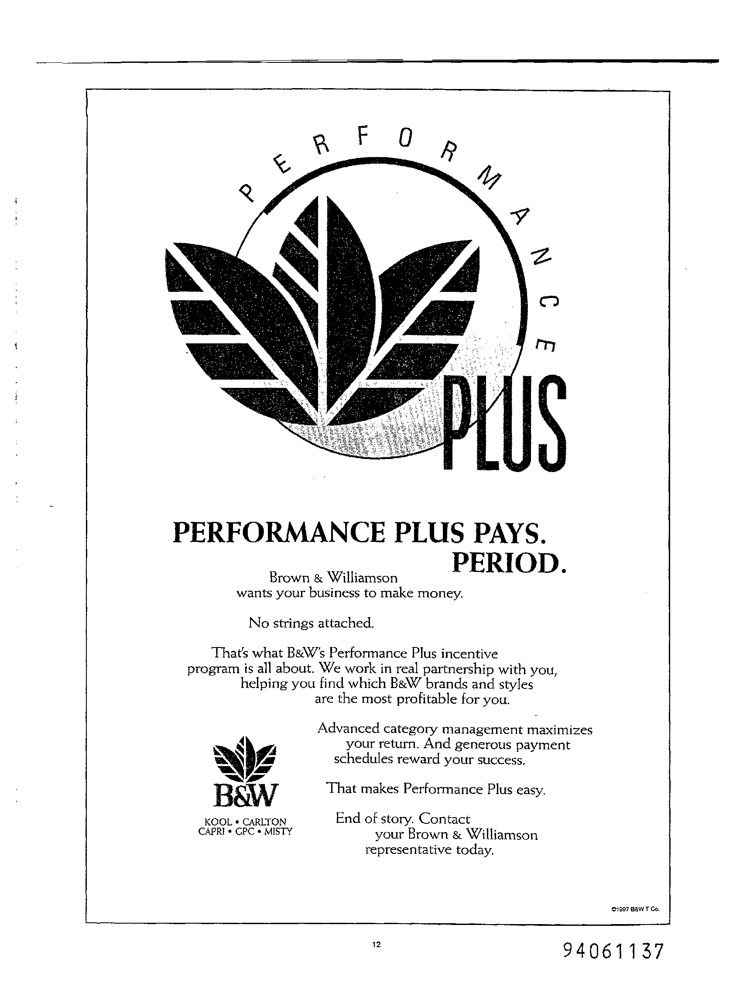 PERFORMANCE
PLUS
PERFORMANCE PLUS PAYS.
PERIOD.
Brown & Williamson
wants your business to make money.
No strings attached.
That's what B&W's Performance Plus incentive
program is all about. We work in real partnership with you,
helping you find which B&W brands and styles
are the most profitable for you.
Advanced category management maximizes
your return. And generous payment
schedules reward your success.
That makes Performance Plus easy.
End of story. Contact
your Brown & Williamson
representative today.
B&W
KOOL • CARLTON
CAPRI • GPC • MISTY
©1997 B&W T Co.
12
94061137